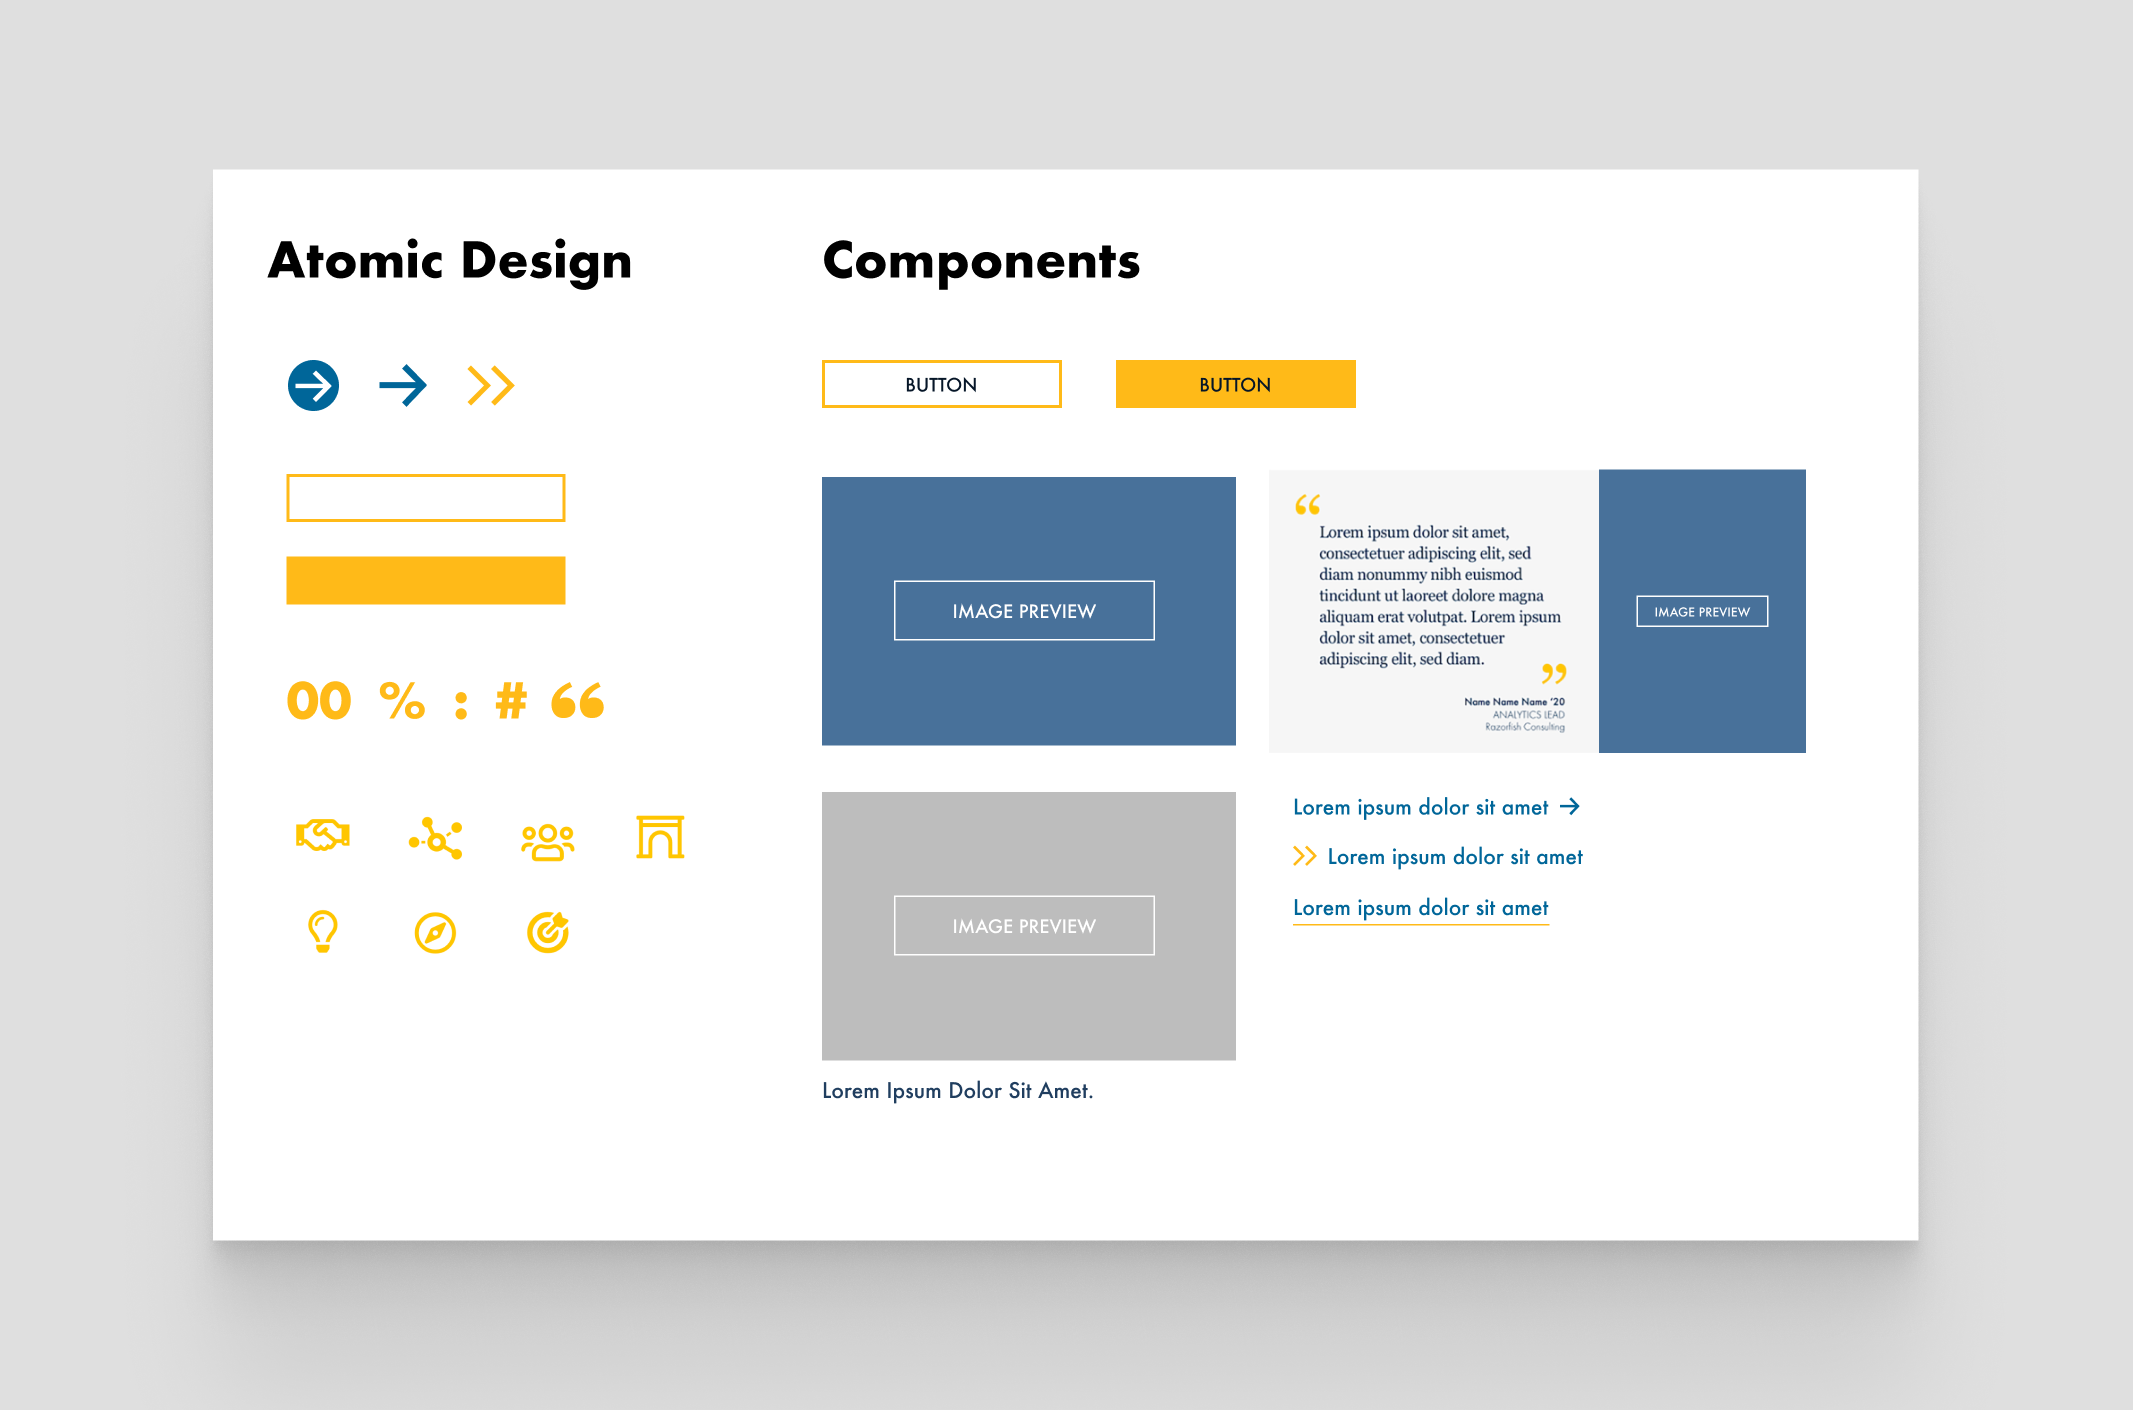 Atomic Design
Components
BUTTON
BUTTON
00 % : # “
IMAGE PREVIEW
“
Lorem ipsum dolor sit amet,
consectetuer adipiscing elit, sed
diam nonummy nibh euismod
tincidunt ut laoreet dolore magna
aliquam erat volutpat. Lorem ipsum
dolor sit amet, consectetuer
adipiscing elit, sed diam.
”
Name Name Name ‘20
ANALYTICS LEAD
Razorfish Consulting
IMAGE PREVIEW
IMAGE PREVIEW
Lorem Ipsum Dolor Sit Amet.
Lorem ipsum dolor sit amet →
Lorem ipsum dolor sit amet
Lorem ipsum dolor sit amet